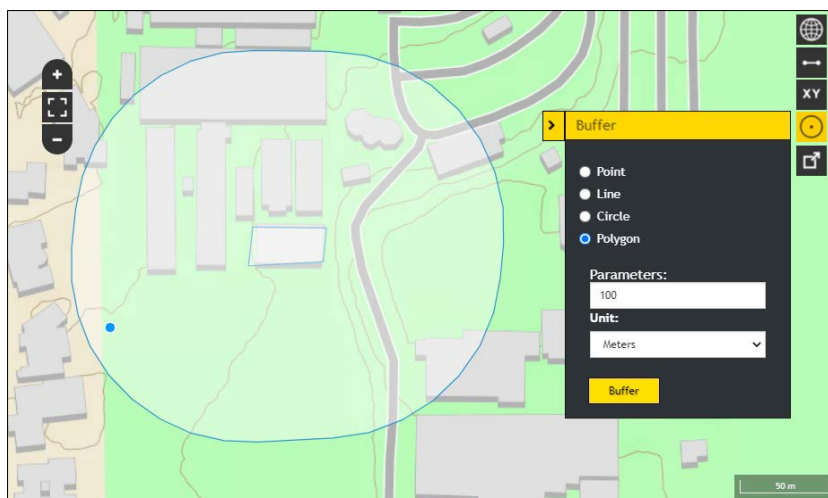 +
−
XY
Buffer
Point
Line
Circle
Polygon
Parameters:
100
Unit:
Meters
Buffer
50 m